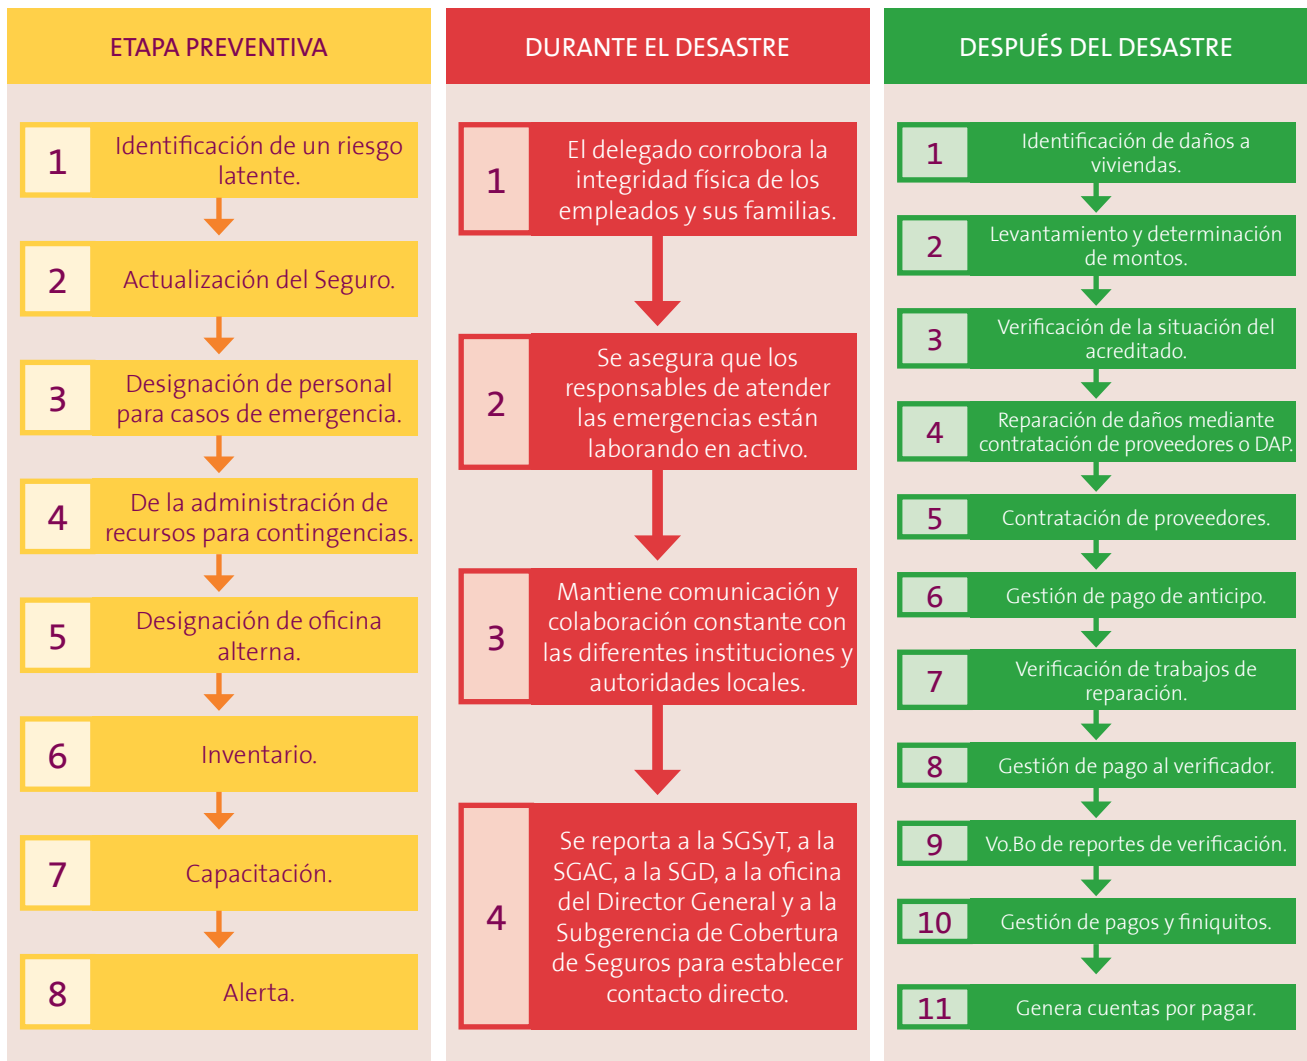 ETAPA PREVENTIVA
1
Identificación de un riesgo
latente.
2
Actualización del Seguro.
3
Designación de personal
para casos de emergencia.
4
De la administración de
recursos para contingencias.
5
Designación de oficina
alterna.
6
Inventario.
7
Capacitación.
8
Alerta.
DURANTE EL DESASTRE
1
El delegado corrobora la
integridad física de los
empleados y sus familias.
2
Se asegura que los
responsables de atender
las emergencias están
laborando en activo.
3
Mantiene comunicación y
colaboración constante con
las diferentes instituciones y
autoridades locales.
4
Se reporta a la SGSyT, a la
SGAC, a la SGD, a la oficina
del Director General y a la
Subgerencia de Cobertura
de Seguros para establecer
contacto directo.
DESPUÉS DEL DESASTRE
1
Identificación de daños a
viviendas.
2
Levantamiento y determinación
de montos.
3
Verificación de la situación del
acreditado.
4
Reparación de daños mediante
contratación de proveedores o DAP.
5
Contratación de proveedores.
6
Gestión de pago de anticipo.
7
Verificación de trabajos de
reparación.
8
Gestión de pago al verificador.
9
Vo.Bo de reportes de verificación.
10
Gestión de pagos y finiquitos.
11
Genera cuentas por pagar.